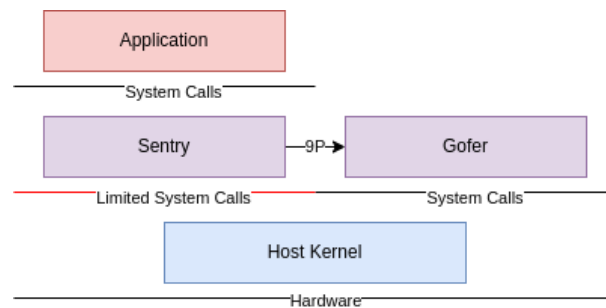 Application
System Calls
Sentry
9P
Gofer
Limited System Calls
System Calls
Host Kernel
Hardware